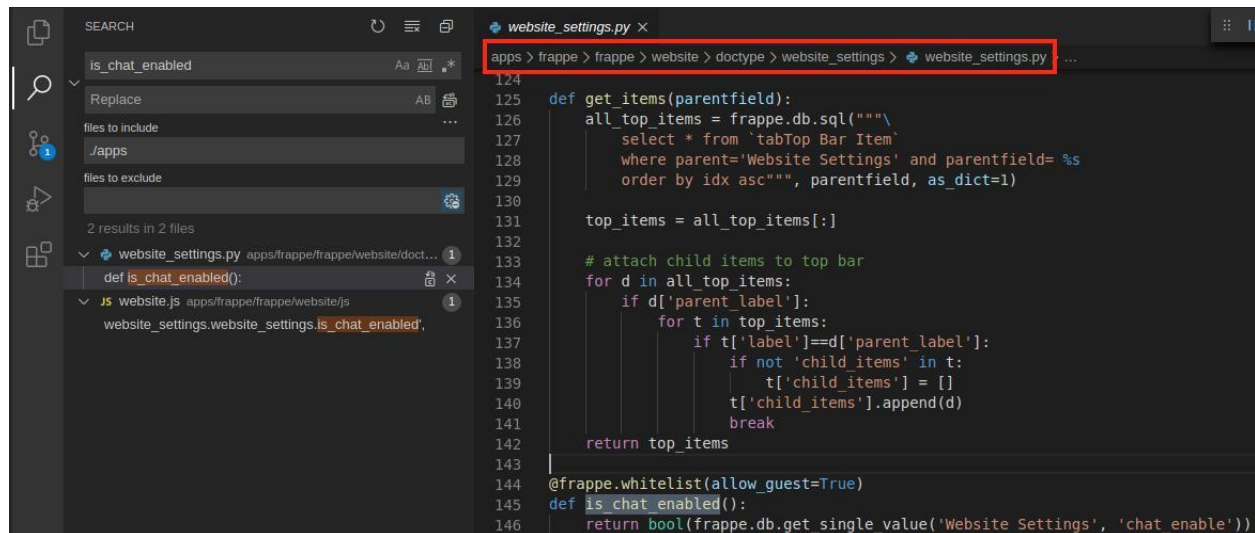 SEARCH
is_chat_enabled
Aa Abl .*
Replace
AB
files to include
...
./apps
files to exclude
2 results in 2 files
website_settings.py apps/frappe/frappe/website/doct... 1
def is_chat_enabled():
JS website.js apps/frappe/frappe/website/js 1
website_settings.website_settings.is_chat_enabled',
1
website_settings.py ×
apps > frappe > frappe > website > doctype > website_settings > website_settings.py > ...
124
125 def get_items(parentfield):
126 all_top_items = frappe.db.sql("""\
127 select * from `tabTop Bar Item`
128 where parent='Website Settings' and parentfield= %s
129 order by idx asc""", parentfield, as_dict=1)
130
131 top_items = all_top_items[:]
132
133 # attach child items to top bar
134 for d in all_top_items:
135 if d['parent_label']:
136 for t in top_items:
137 if t['label']==d['parent_label']:
138 if not 'child_items' in t:
139 t['child_items'] = []
140 t['child_items'].append(d)
141 break
142 return top_items
143
144 @frappe.whitelist(allow_guest=True)
145 def is_chat_enabled():
146 return bool(frappe.db.get_single_value('Website Settings', 'chat_enable'))